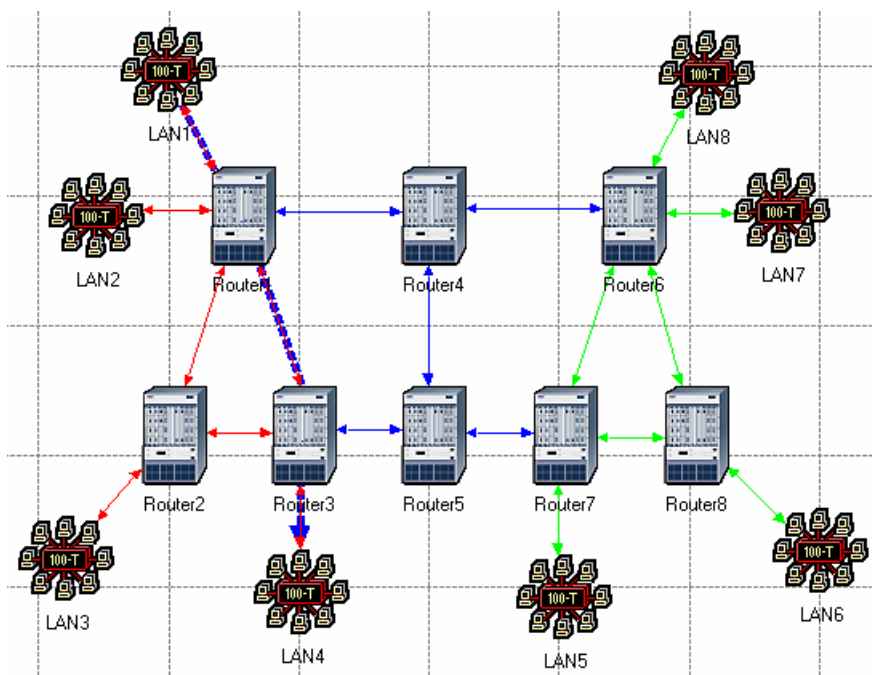 100-T
LAN1
100-T
LAN8
100-T
LAN2
100-T
LAN7
Router1
Router4
Router6
Router2
Router3
Router5
Router7
Router8
100-T
LAN3
100-T
LAN4
100-T
LAN5
100-T
LAN6